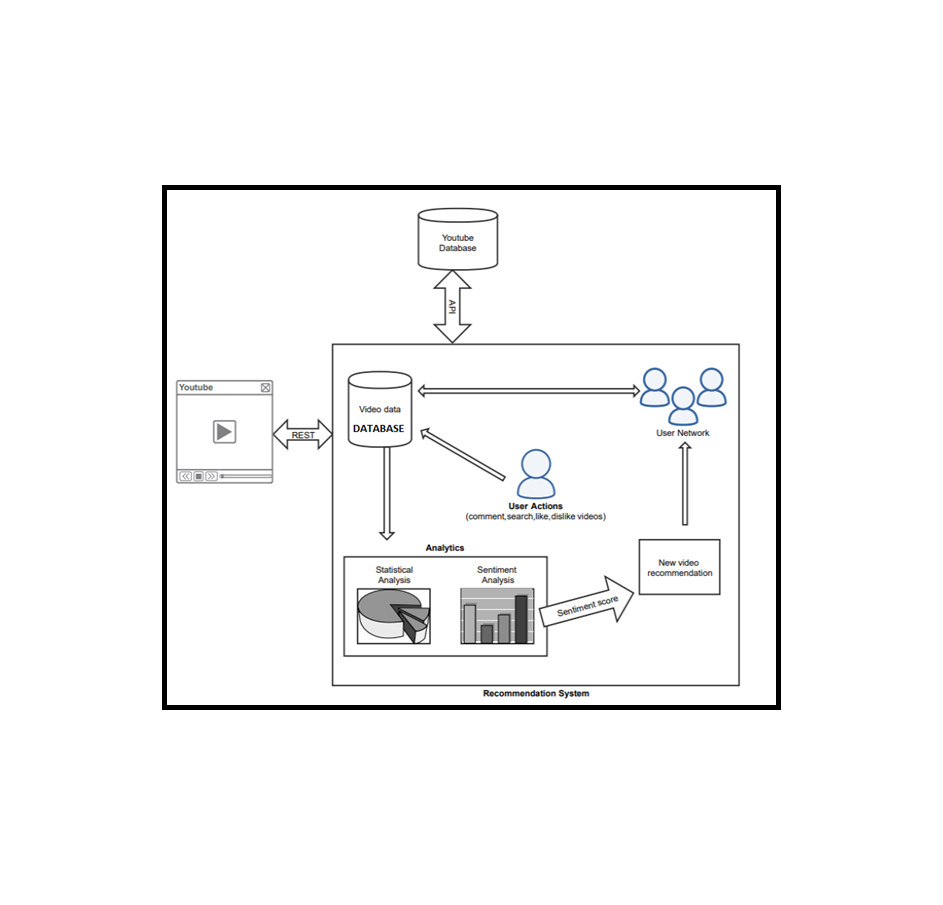 Youtube
Database
API
Youtube
REST
Video data
DATABASE
User Network
User Actions
(comment,search,like,dislike videos)
Analytics
Statistical
Analysis
Sentiment
Analysis
Sentiment score
New video
recommendation
Recommendation System